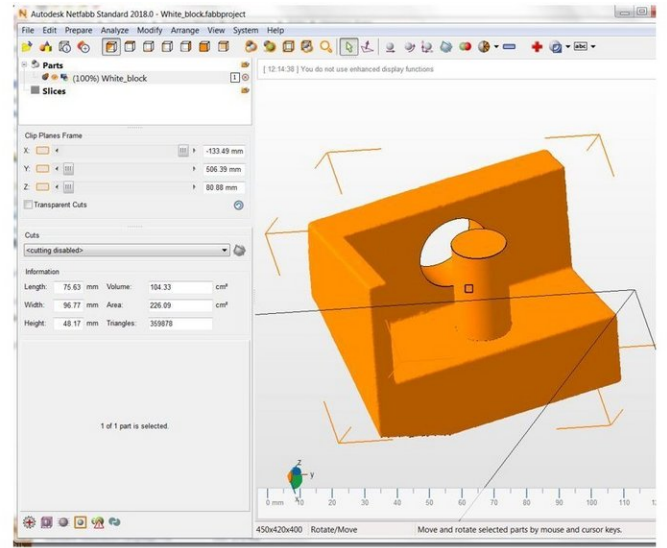 Autodesk Netfabb Standard 2018.0 - White_block.fabbproject
File Edit Prepare Analyze Modify Arrange View System Help
Parts
(100%) White_block
1
Slices
[ 12:14:38 ] You do not use enhanced display functions
Clip Planes Frame
X: -133.49 mm
Y: 506.39 mm
Z: 80.88 mm
Transparent Cuts
Cuts
<cutting disabled>
Information
Length: 75.63 mm Volume: 104.33 cm³
Width: 96.77 mm Area: 226.09 cm²
Height: 48.17 mm Triangles: 359878
1 of 1 part is selected.
z
y
x
0 mm 10 20 30 40 50 60 70 80 90 100 110
450x420x400 Rotate/Move Move and rotate selected parts by mouse and cursor keys.